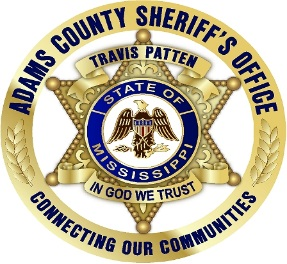 ADAMS COUNTY SHERIFF'S OFFICE
TRAVIS PATTEN
STATE OF
MISSISSIPPI
IN GOD WE TRUST
CONNECTING OUR COMMUNITIES